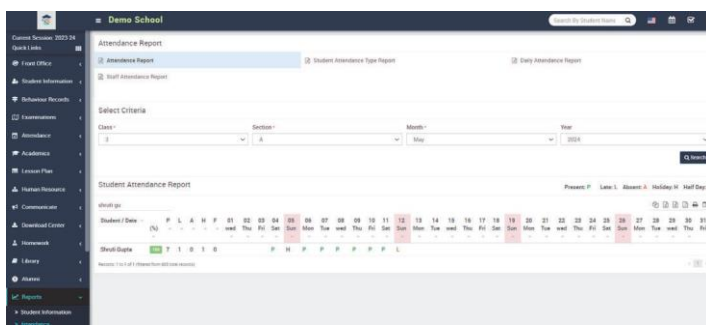 Demo School
Search By Student Name
Current Session: 2023-24
Quick Links
Front Office
Student Information
Behaviour Records
Examinations
Attendance
Academics
Lesson Plan
Human Resource
Communicate
Download Center
Homework
Library
Alumni
Reports
Student Information
Attendance
Attendance Report
Attendance Report
Student Attendance Type Report
Daily Attendance Report
Staff Attendance Report
Select Criteria
Class * Section * Month * Year
A May 2024
Search
Student Attendance Report
Present: P Late: L Absent: A Holiday: H Half Day:
shruti gu
Student / Date (%) P L A H F 01 02 03 04 05 06 07 08 09 10 11 12 13 14 15 16 17 18 19 20 21 22 23 24 25 26 27 28 29 30 31
wed Thu Fri Sat Sun Mon Tue wed Thu Fri Sat Sun Mon Tue wed Thu Fri Sat Sun Mon Tue wed Thu Fri Sat Sun Mon Tue wed Thu Fri
Shruti Gupta 7 1 0 1 0 P H P P P P P P L